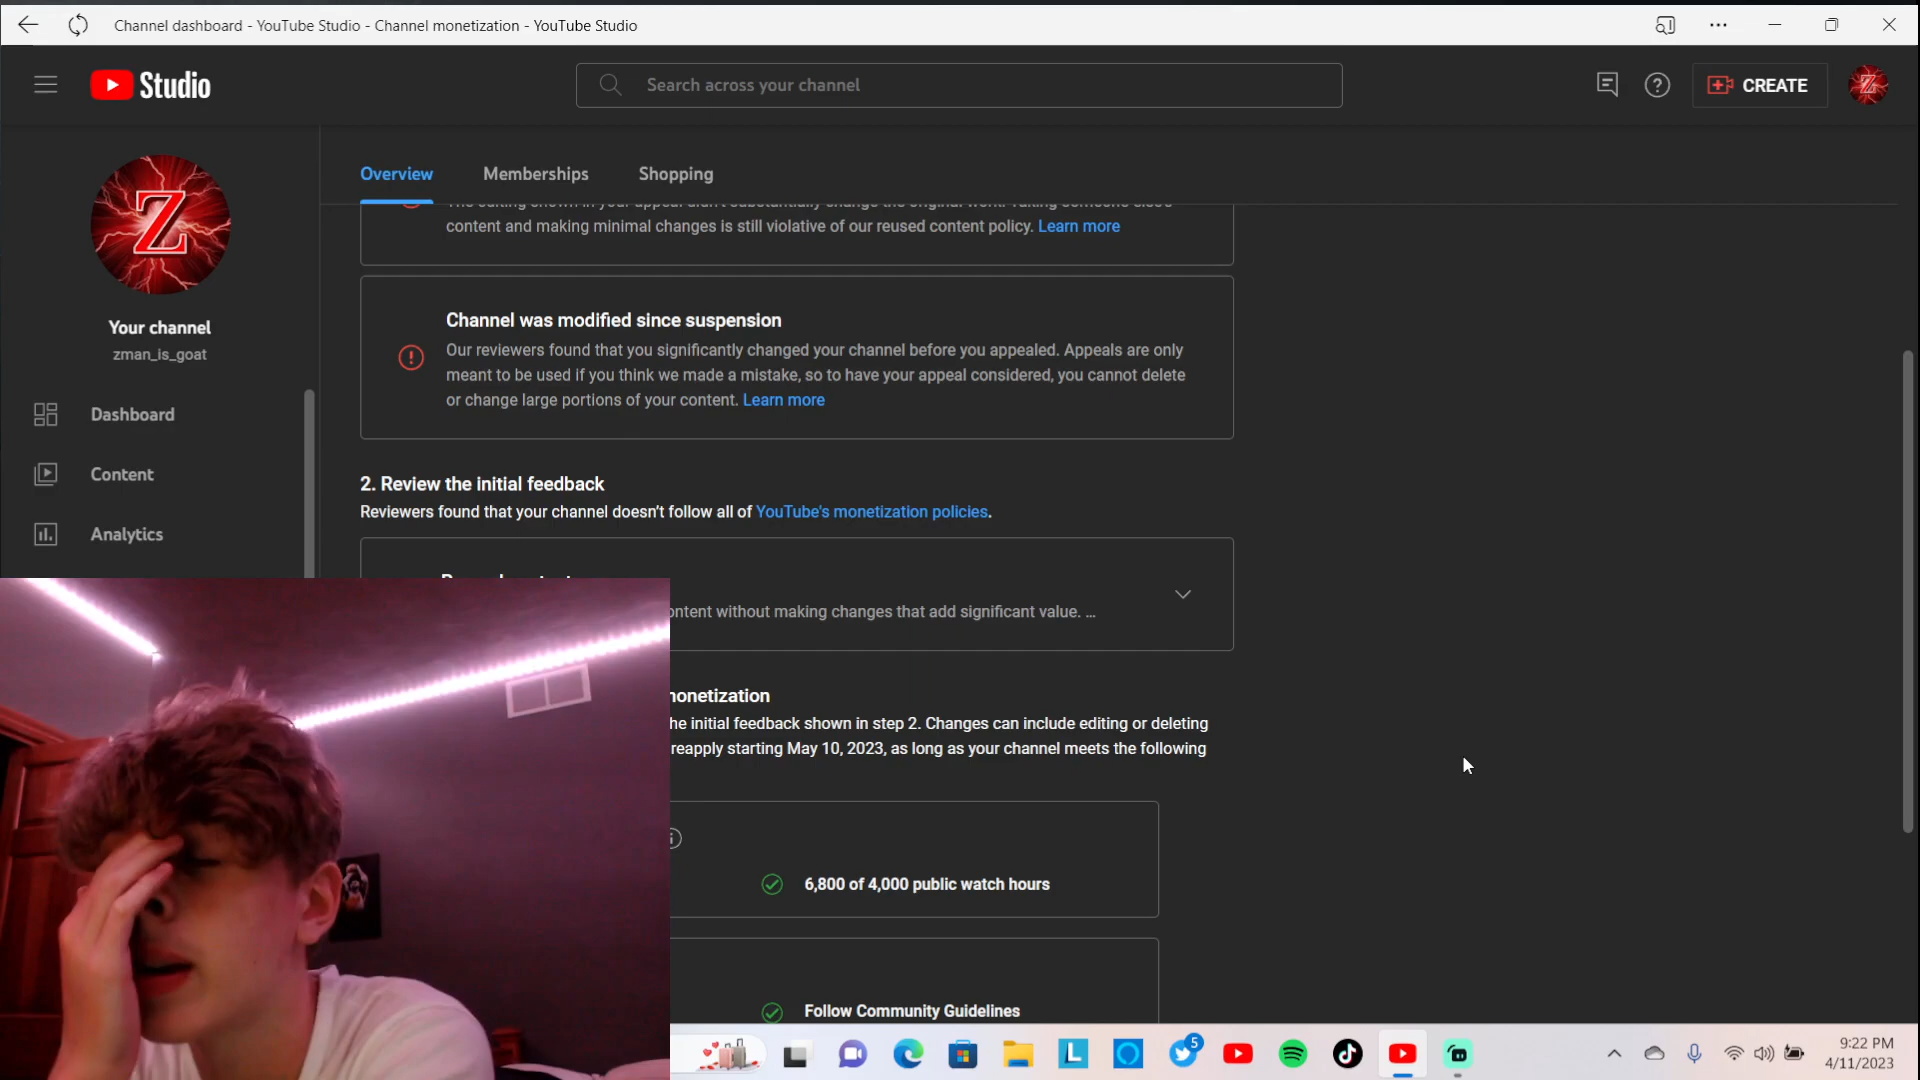 Channel dashboard - YouTube Studio - Channel monetization - YouTube Studio
Studio
Search across your channel
CREATE
Z
Your channel
zman_is_goat
Dashboard
Content
Analytics
Overview
Memberships
Shopping
content and making minimal changes is still violative of our reused content policy. Learn more
Channel was modified since suspension
Our reviewers found that you significantly changed your channel before you appealed. Appeals are only
meant to be used if you think we made a mistake, so to have your appeal considered, you cannot delete
or change large portions of your content. Learn more
2. Review the initial feedback
Reviewers found that your channel doesn't follow all of YouTube's monetization policies.
without making changes that add significant value. ...
he initial feedback shown in step 2. Changes can include editing or deleting
reapply starting May 10, 2023, as long as your channel meets the following
6,800 of 4,000 public watch hours
Follow Community Guidelines
L
5
9:22 PM
4/11/2023